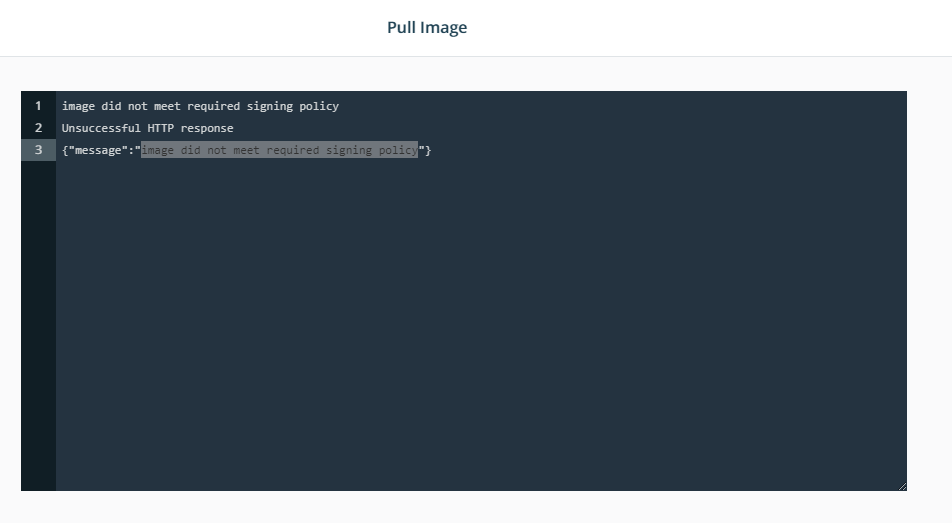 Pull Image
1 image did not meet required signing policy
2 Unsuccessful HTTP response
3 {"message":"image did not meet required signing policy"}